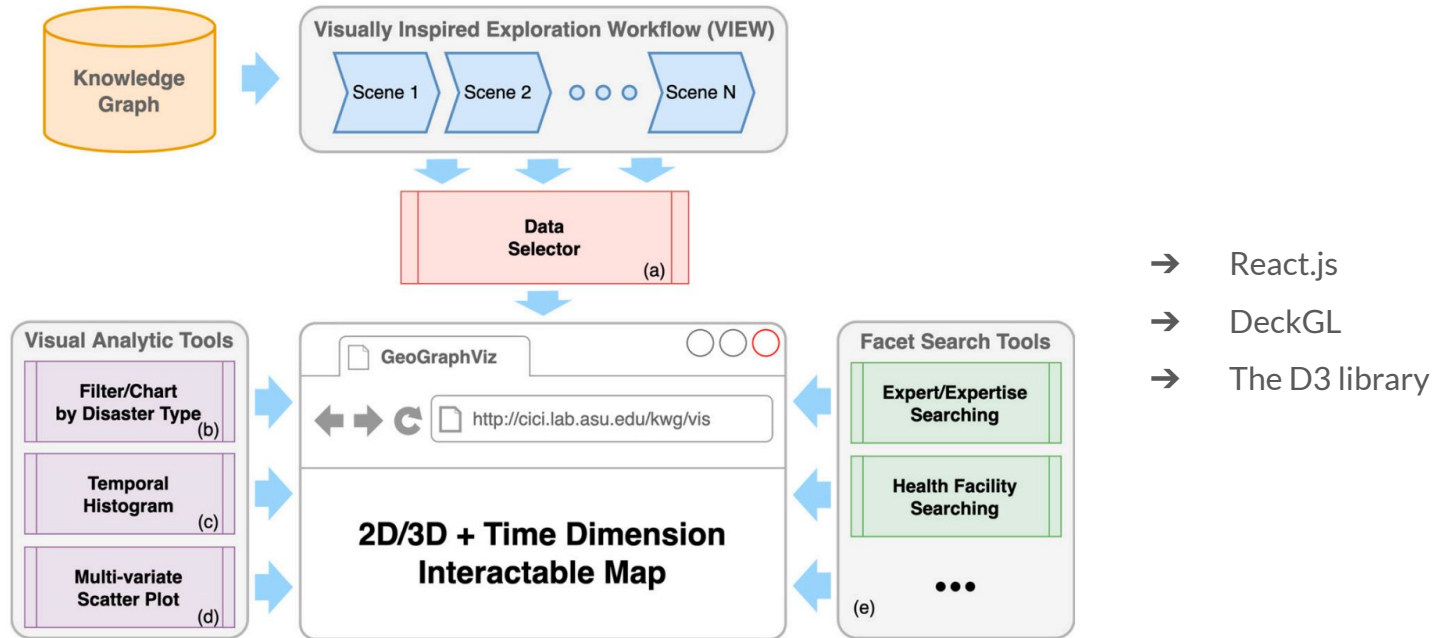 Knowledge
Graph
Visually Inspired Exploration Workflow (VIEW)
Scene 1
Scene 2
Scene N
Data
Selector
(a)
Visual Analytic Tools
Filter/Chart
by Disaster Type
(b)
Temporal
Histogram
(c)
Multi-variate
Scatter Plot
(d)
GeoGraphViz
http://cici.lab.asu.edu/kwg/vis
2D/3D + Time Dimension
Interactable Map
Facet Search Tools
Expert/Expertise
Searching
Health Facility
Searching
•••
(e)
➔ React.js
➔ DeckGL
➔ The D3 library